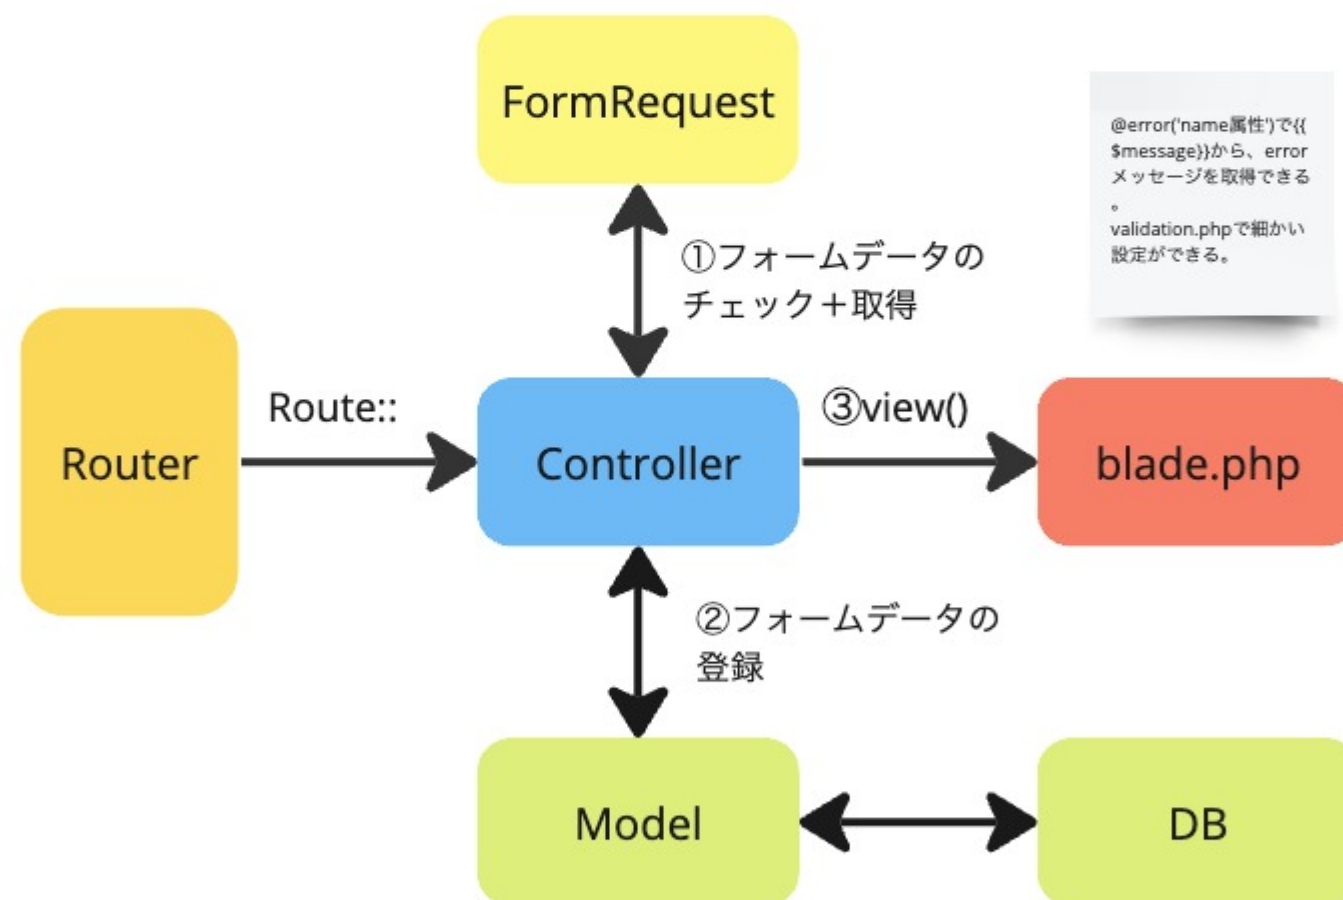 FormRequest
@error('name属性')で{{
$message}}から、error
メッセージを取得できる
。
validation.phpで細かい
設定ができる。
①フォームデータの
チェック＋取得
Router
Route::
Controller
③view()
blade.php
②フォームデータの
登録
Model
DB